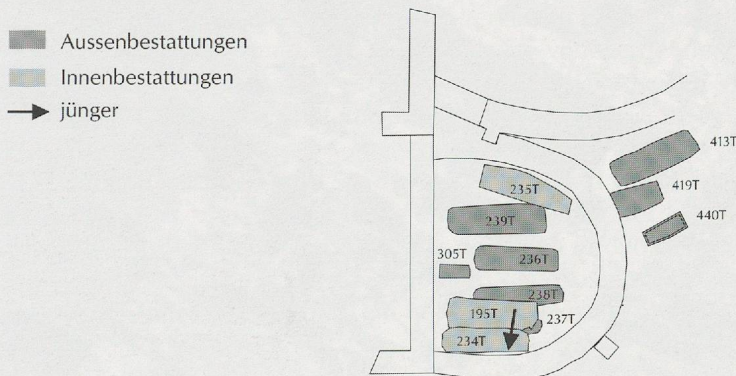 Aussenbestattungen
Innenbestattungen
jünger
413T
419T
440T
235T
239T
305T
236T
238T
195T
237T
234T